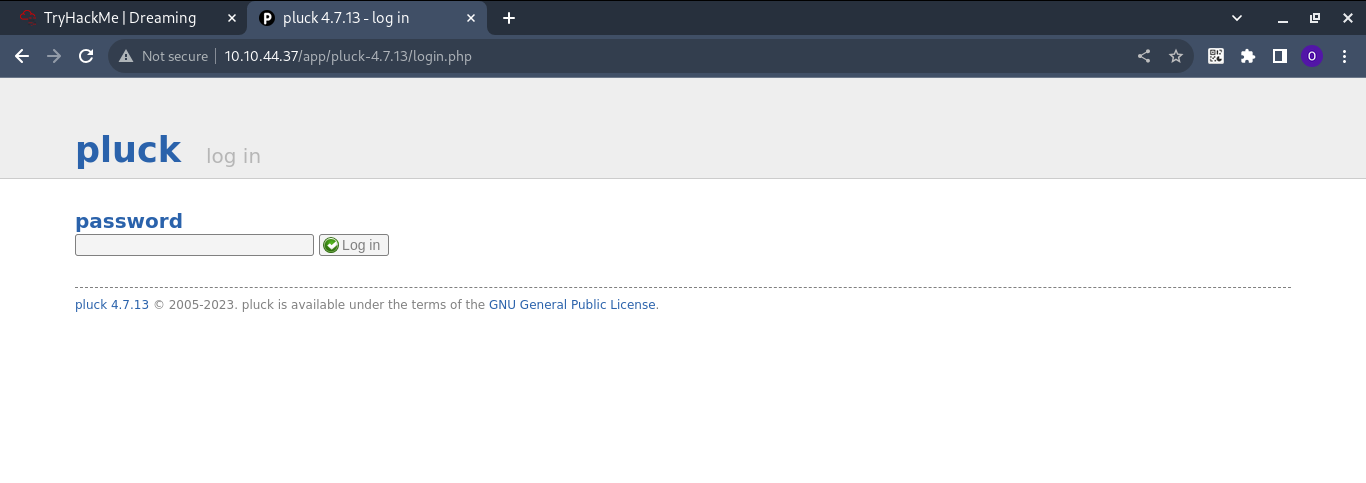 TryHackMe | Dreaming
pluck 4.7.13 - log in
Not secure 10.10.44.37/app/pluck-4.7.13/login.php
O
pluck log in
password
Log in
pluck 4.7.13 © 2005-2023. pluck is available under the terms of the GNU General Public License.